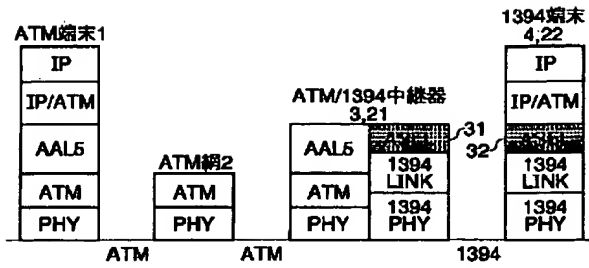 ATM端末1
IP
IP/ATM
AAL5
ATM
PHY
ATM網2
ATM
PHY
ATM/1394中継器
3,21
AAL5
ATM
PHY
31
1394
LINK
1394
PHY
1394端末
4,22
IP
IP/ATM
32
1394
LINK
1394
PHY
ATM
ATM
1394